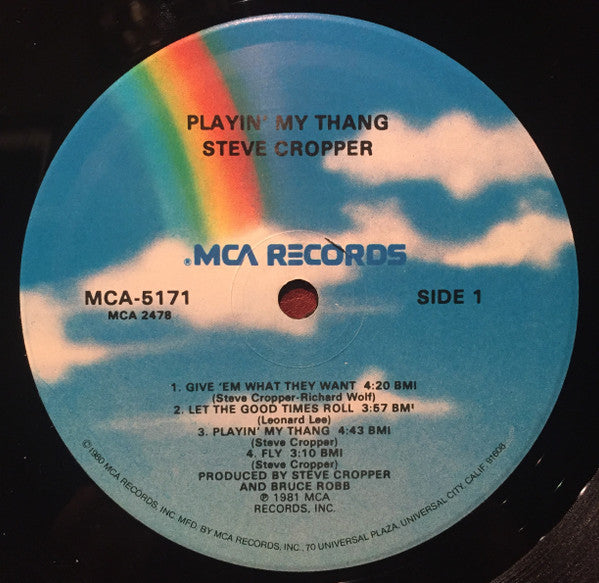 PLAYIN' MY THANG
STEVE CROPPER
®MCA RECORDS
MCA-5171
MCA 2478
SIDE 1
1. GIVE 'EM WHAT THEY WANT 4:20 BMI
(Steve Cropper-Richard Wolf)
2. LET THE GOOD TIMES ROLL 3:57 BMI
(Leonard Lee)
3. PLAYIN' MY THANG 4:43 BMI
(Steve Cropper)
4. FLY 3:10 BMI
(Steve Cropper)
PRODUCED BY STEVE CROPPER
AND BRUCE ROBB
℗ 1981 MCA
RECORDS, INC.
©1980 MCA RECORDS, INC. MFD. BY MCA RECORDS, INC., 70 UNIVERSAL PLAZA, UNIVERSAL CITY, CALIF. 91608